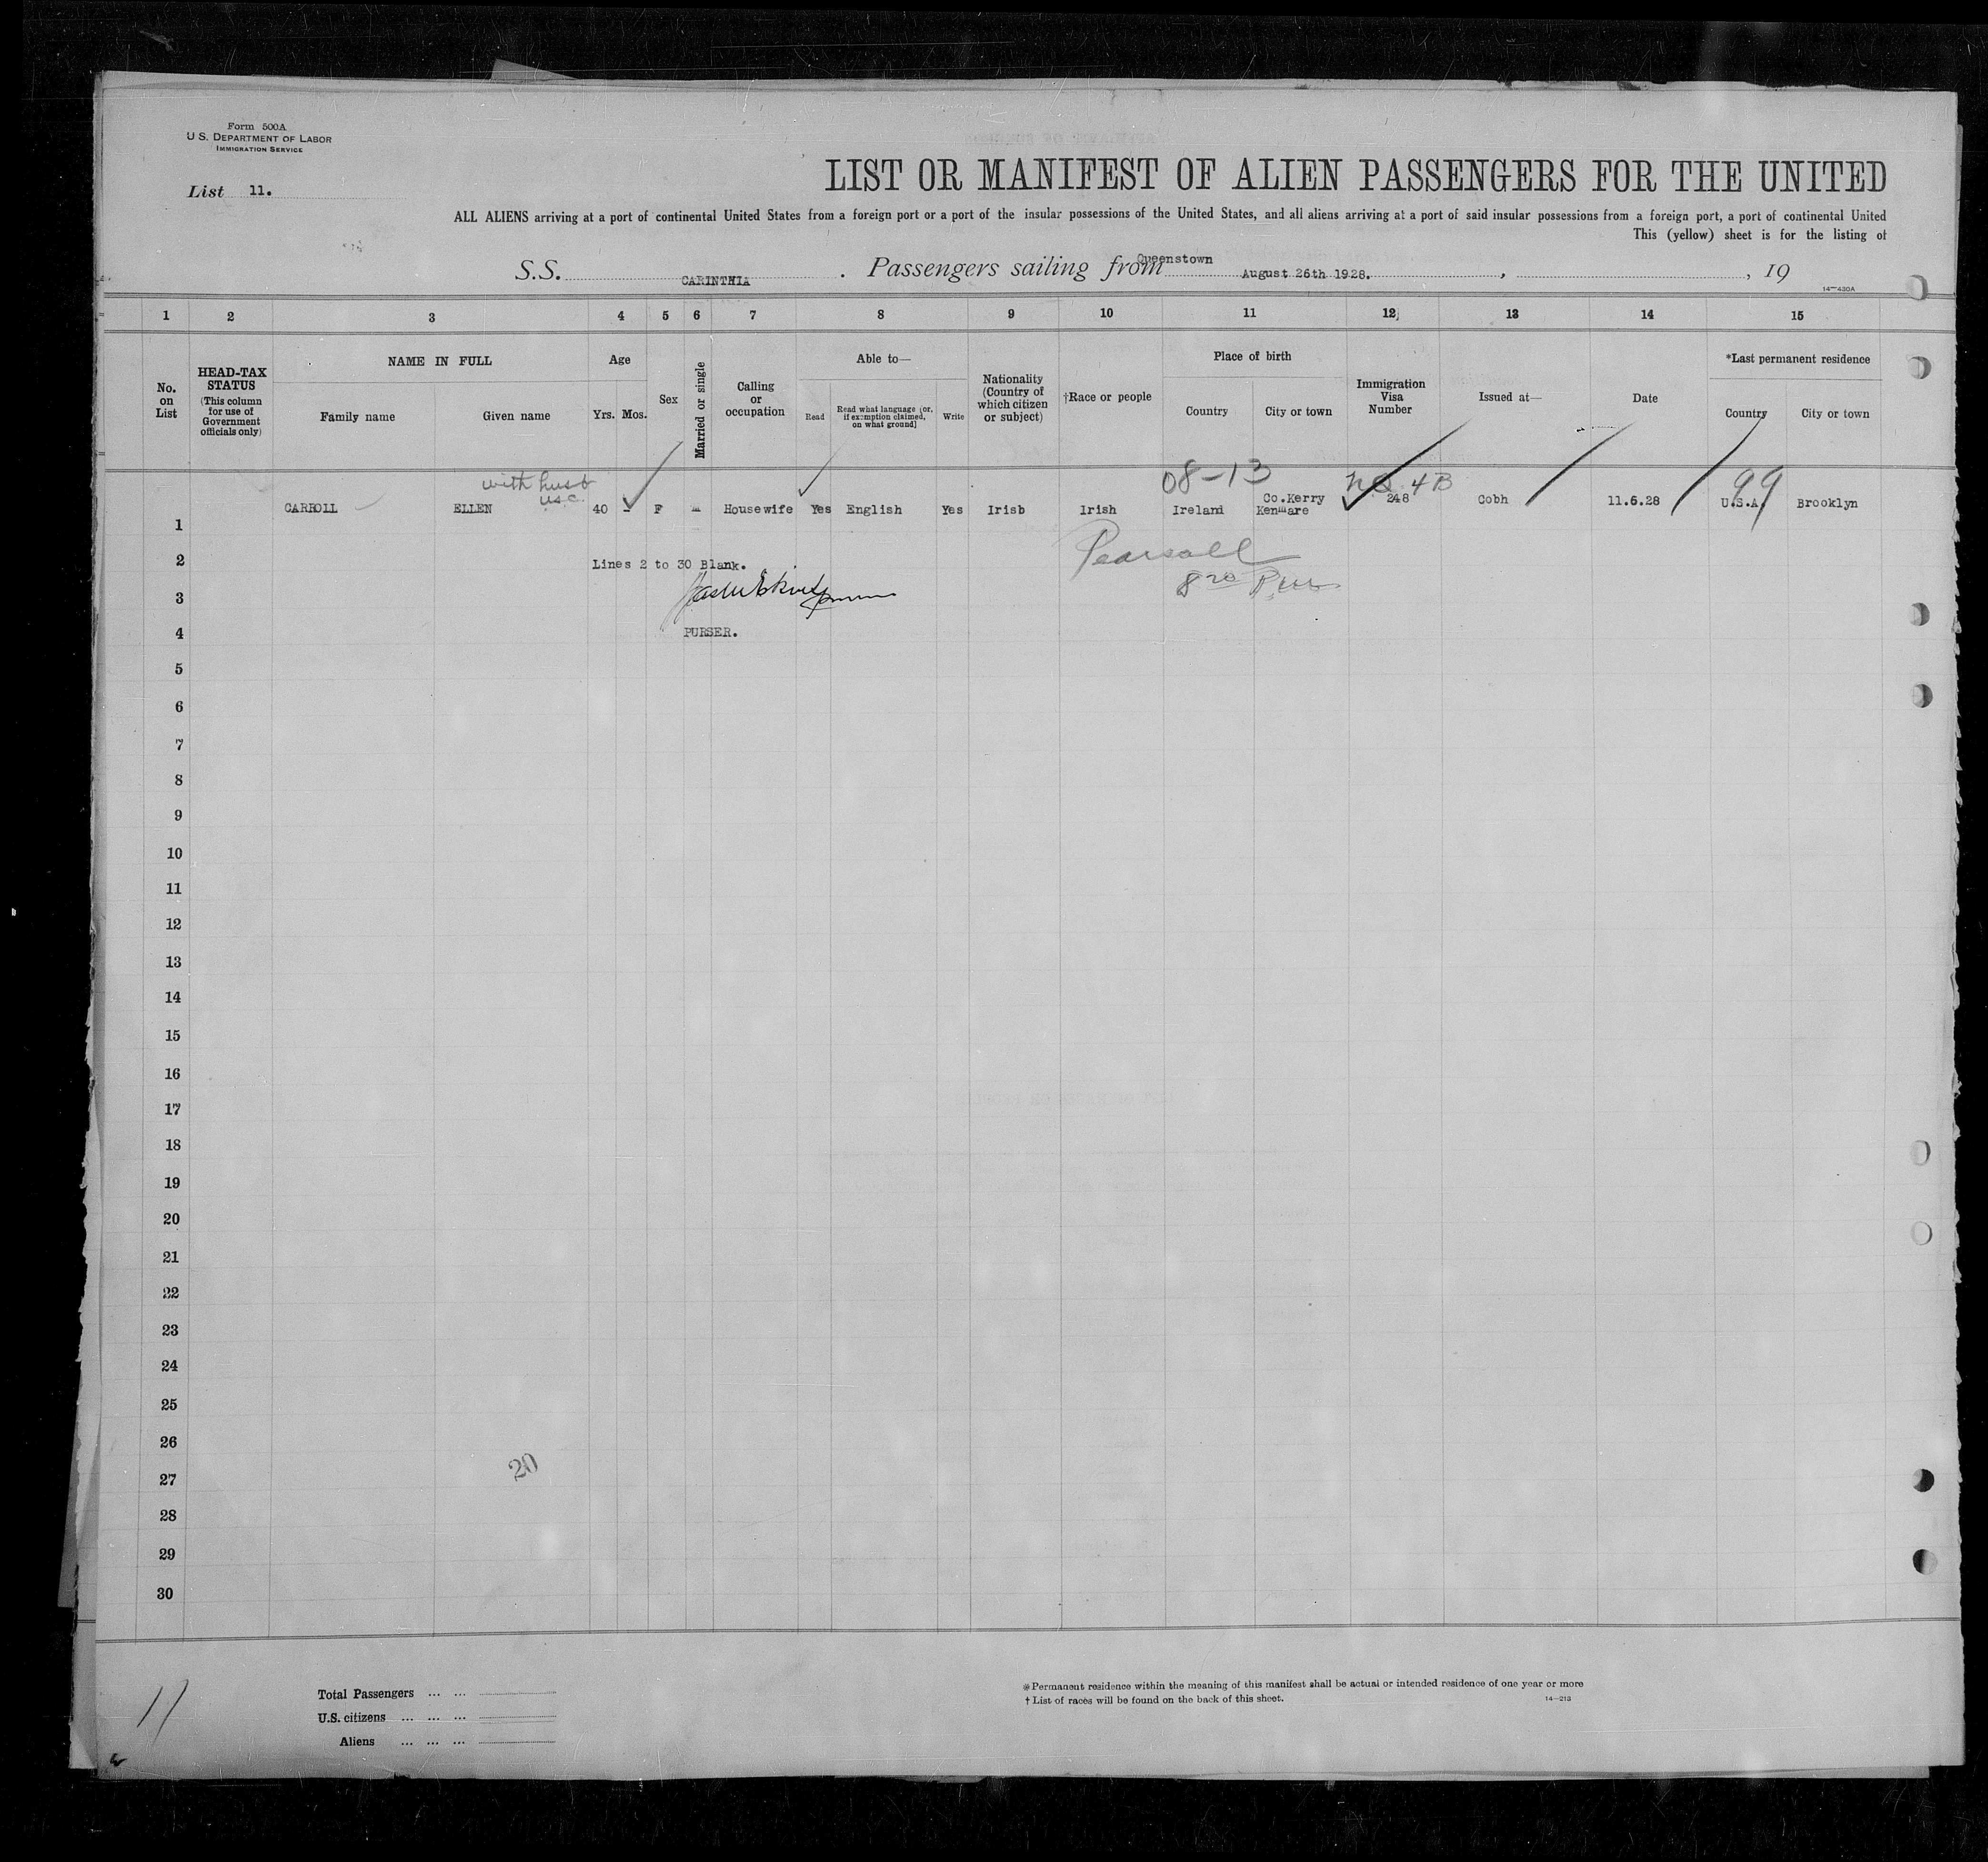 Form 500A
U S. DEPARTMENT OF LABOR
IMMIGRATION SERVICE
List 11.
LIST OR MANIFEST OF ALIEN PASSENGERS FOR THE UNITED
ALL ALIENS arriving at a port of continental United States from a foreign port or a port of the insular possessions of the United States, and all aliens arriving at a port of said insular possessions from a foreign port, a port of continental United
This (yellow) sheet is for the listing of
S.S. CARINTHIA . Passengers sailing from Queenstown August 26th 1928. , , 19
14—430A
1 2 3 4 5 6 7 8 9 10 11 12 13 14 15
No. on List
HEAD-TAX STATUS (This column for use of Government officials only)
NAME IN FULL
Family name Given name
Age
Yrs. Mos.
Sex
Married or single
Calling or occupation
Able to—
Read
Read what language [or, if exemption claimed, on what ground]
Write
Nationality (Country of which citizen or subject)
†Race or people
Place of birth
Country City or town
Immigration Visa Number
Issued at—
Date
*Last permanent residence
Country City or town
with husb
usc.
08-13
4B
99
1 CARROLL ELLEN 40 - F m Housewife Yes English Yes Irisb Irish Ireland Co.Kerry Kenmare 248 Cobh 11.6.28 U.S.A. Brooklyn
Pearsall
2 Lines 2 to 30 Blank.
8
3
4 PURSER.
5
6
7
8
9
10
11
12
13
14
15
16
17
18
19
20
21
22
23
24
25
26
20
27
28
29
30
11
Total Passengers ... ...
U.S. citizens ... ... ...
Aliens ... ... ...
*Permanent residence within the meaning of this manifest shall be actual or intended residence of one year or more
†List of races will be found on the back of this sheet.
14—213